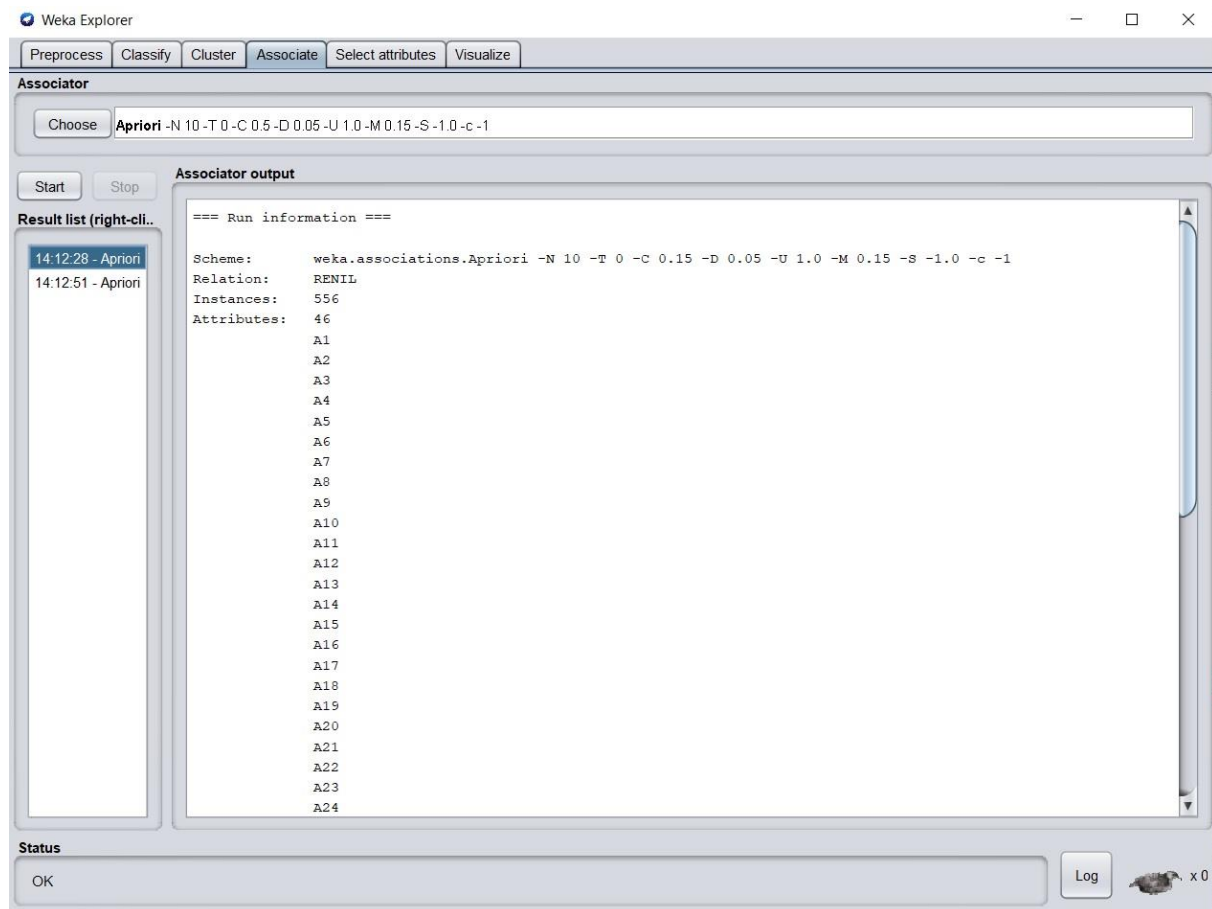 Weka Explorer
Preprocess Classify Cluster Associate Select attributes Visualize
Associator
Choose Apriori -N 10 -T 0 -C 0.5 -D 0.05 -U 1.0 -M 0.15 -S -1.0 -c -1
Start Stop
Result list (right-cli..
14:12:28 - Apriori
14:12:51 - Apriori
Associator output
=== Run information ===
Scheme: weka.associations.Apriori -N 10 -T 0 -C 0.15 -D 0.05 -U 1.0 -M 0.15 -S -1.0 -c -1
Relation: RENIL
Instances: 556
Attributes: 46
A1
A2
A3
A4
A5
A6
A7
A8
A9
A10
A11
A12
A13
A14
A15
A16
A17
A18
A19
A20
A21
A22
A23
A24
Status
OK
Log
x 0